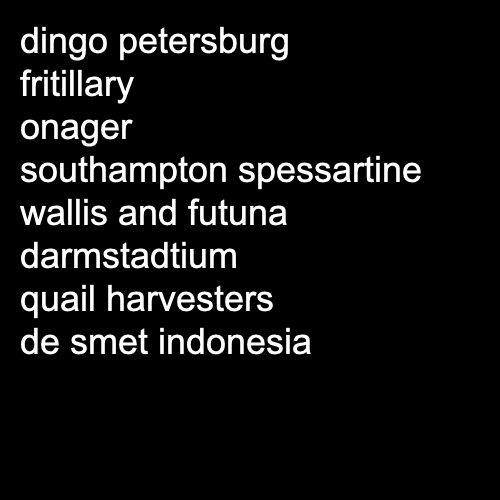 dingo petersburg
fritillary
onager
southampton spessartine
wallis and futuna
darmstadtium
quail harvesters
de smet indonesia